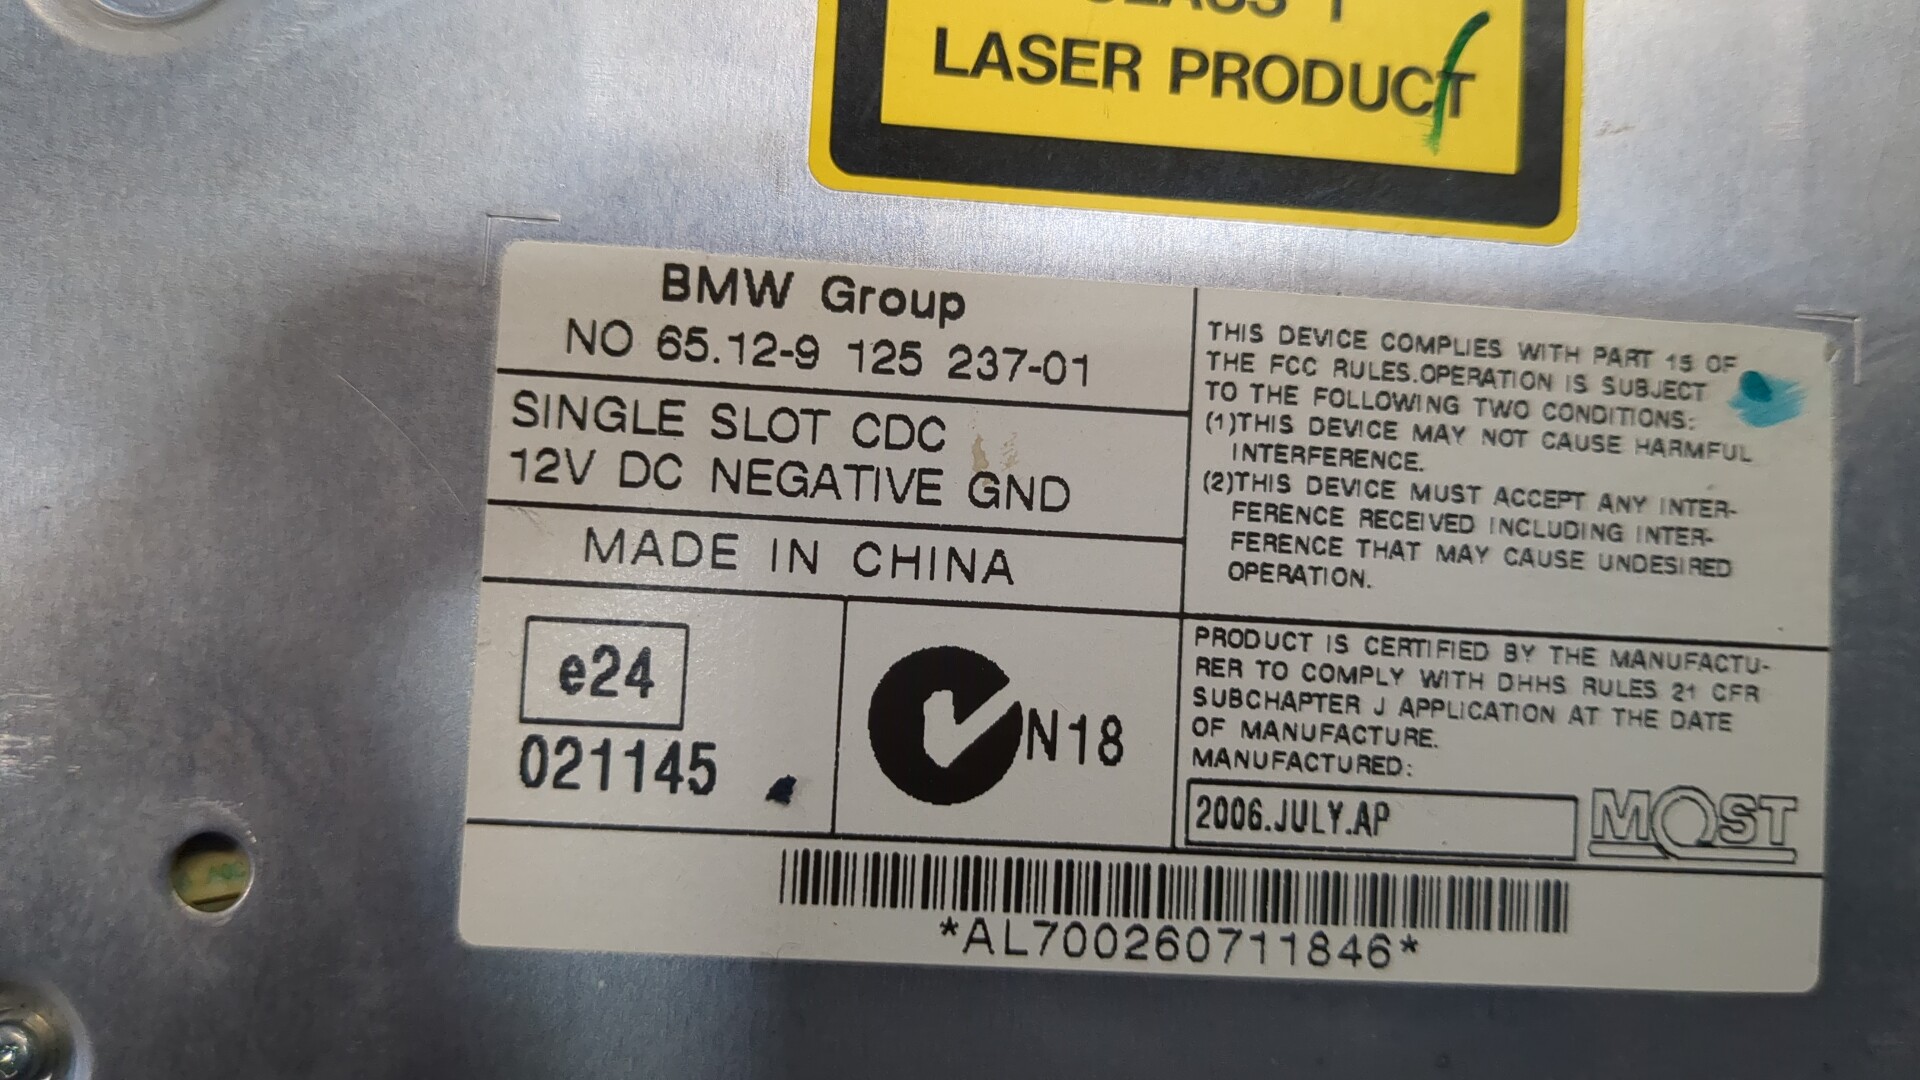 CLASS 1
LASER PRODUCT
BMW Group
NO 65.12-9 125 237-01
SINGLE SLOT CDC
12V DC NEGATIVE GND
MADE IN CHINA
e24
021145
N18
THIS DEVICE COMPLIES WITH PART 15 OF
THE FCC RULES.OPERATION IS SUBJECT
TO THE FOLLOWING TWO CONDITIONS:
(1)THIS DEVICE MAY NOT CAUSE HARMFUL
INTERFERENCE.
(2)THIS DEVICE MUST ACCEPT ANY INTER-
FERENCE RECEIVED INCLUDING INTER-
FERENCE THAT MAY CAUSE UNDESIRED
OPERATION.
PRODUCT IS CERTIFIED BY THE MANUFACTU-
RER TO COMPLY WITH DHHS RULES 21 CFR
SUBCHAPTER J APPLICATION AT THE DATE
OF MANUFACTURE.
MANUFACTURED:
2006.JULY.AP
MOST
*AL700260711846*